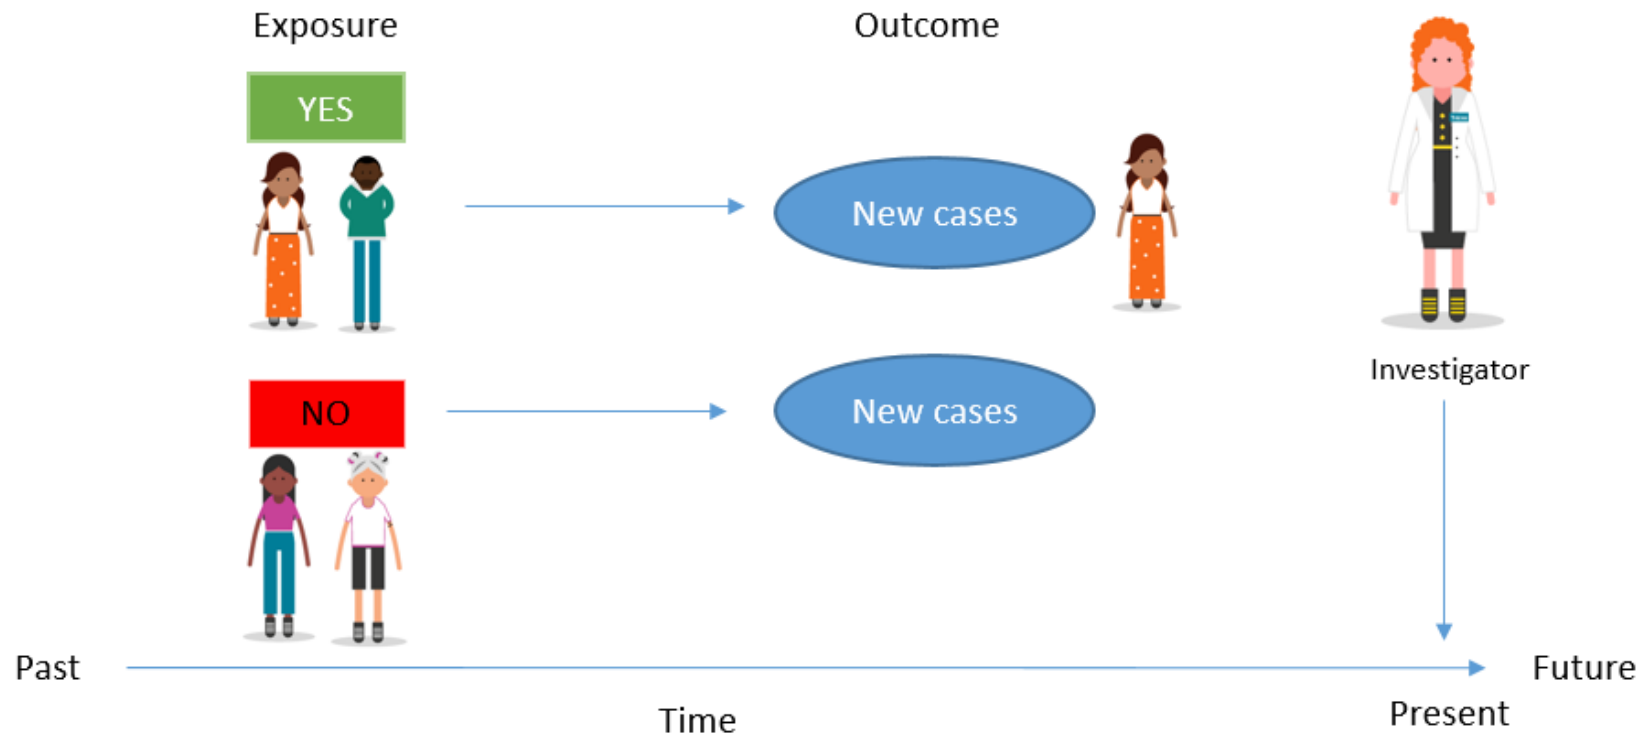 Exposure
Outcome
YES
New cases
Investigator
NO
New cases
Past
Future
Time
Present